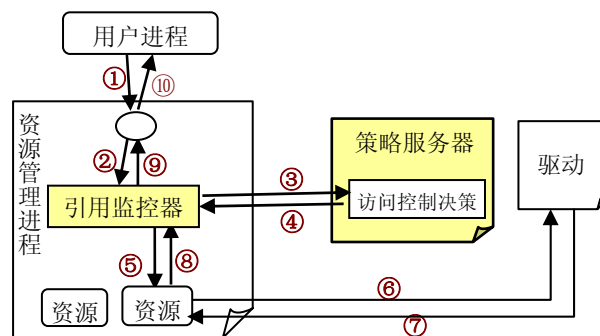 用户进程
① ⑩
资源管理进程
② ⑨
引用监控器
③
④
策略服务器
访问控制决策
驱动
⑤ ⑧
资源
资源
⑥
⑦